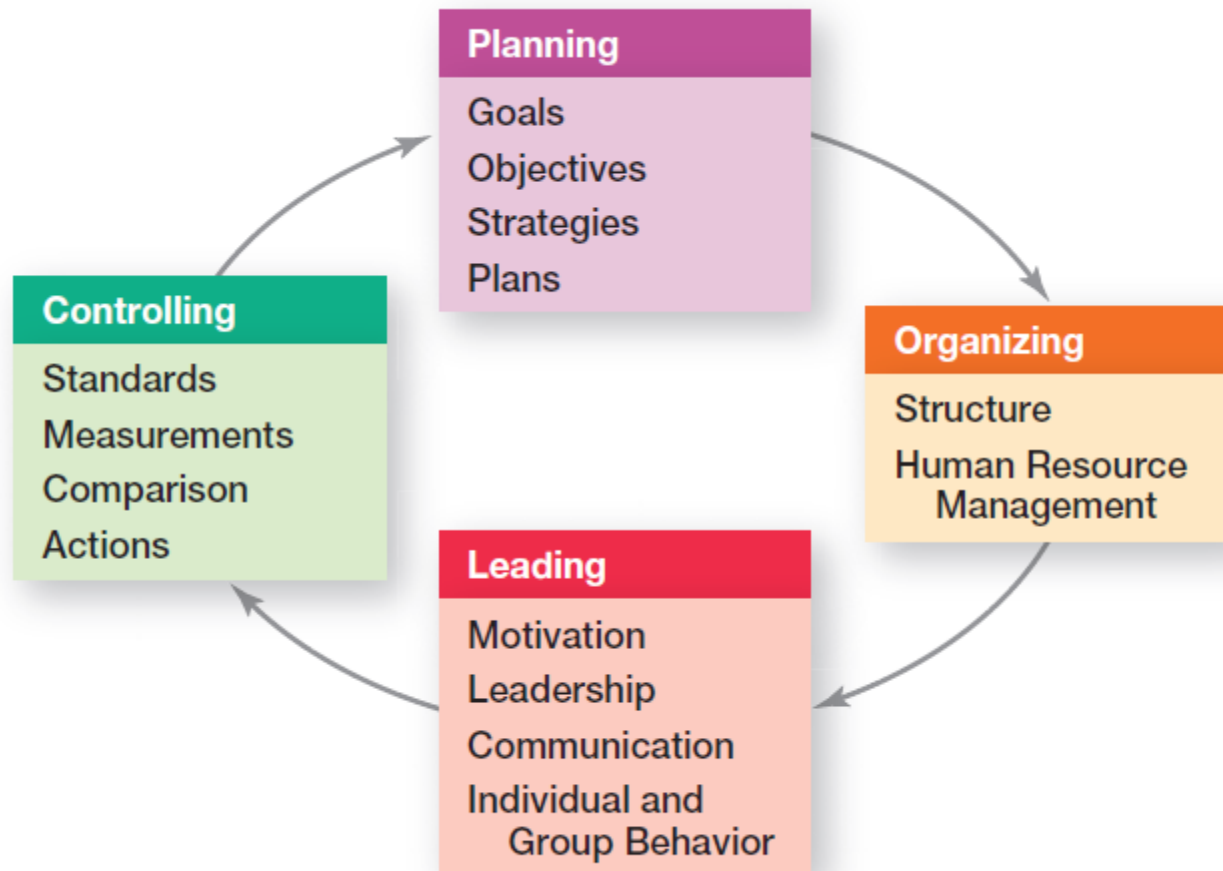 Planning
Goals
Objectives
Strategies
Plans
Organizing
Structure
Human Resource
Management
Leading
Motivation
Leadership
Communication
Individual and
Group Behavior
Controlling
Standards
Measurements
Comparison
Actions